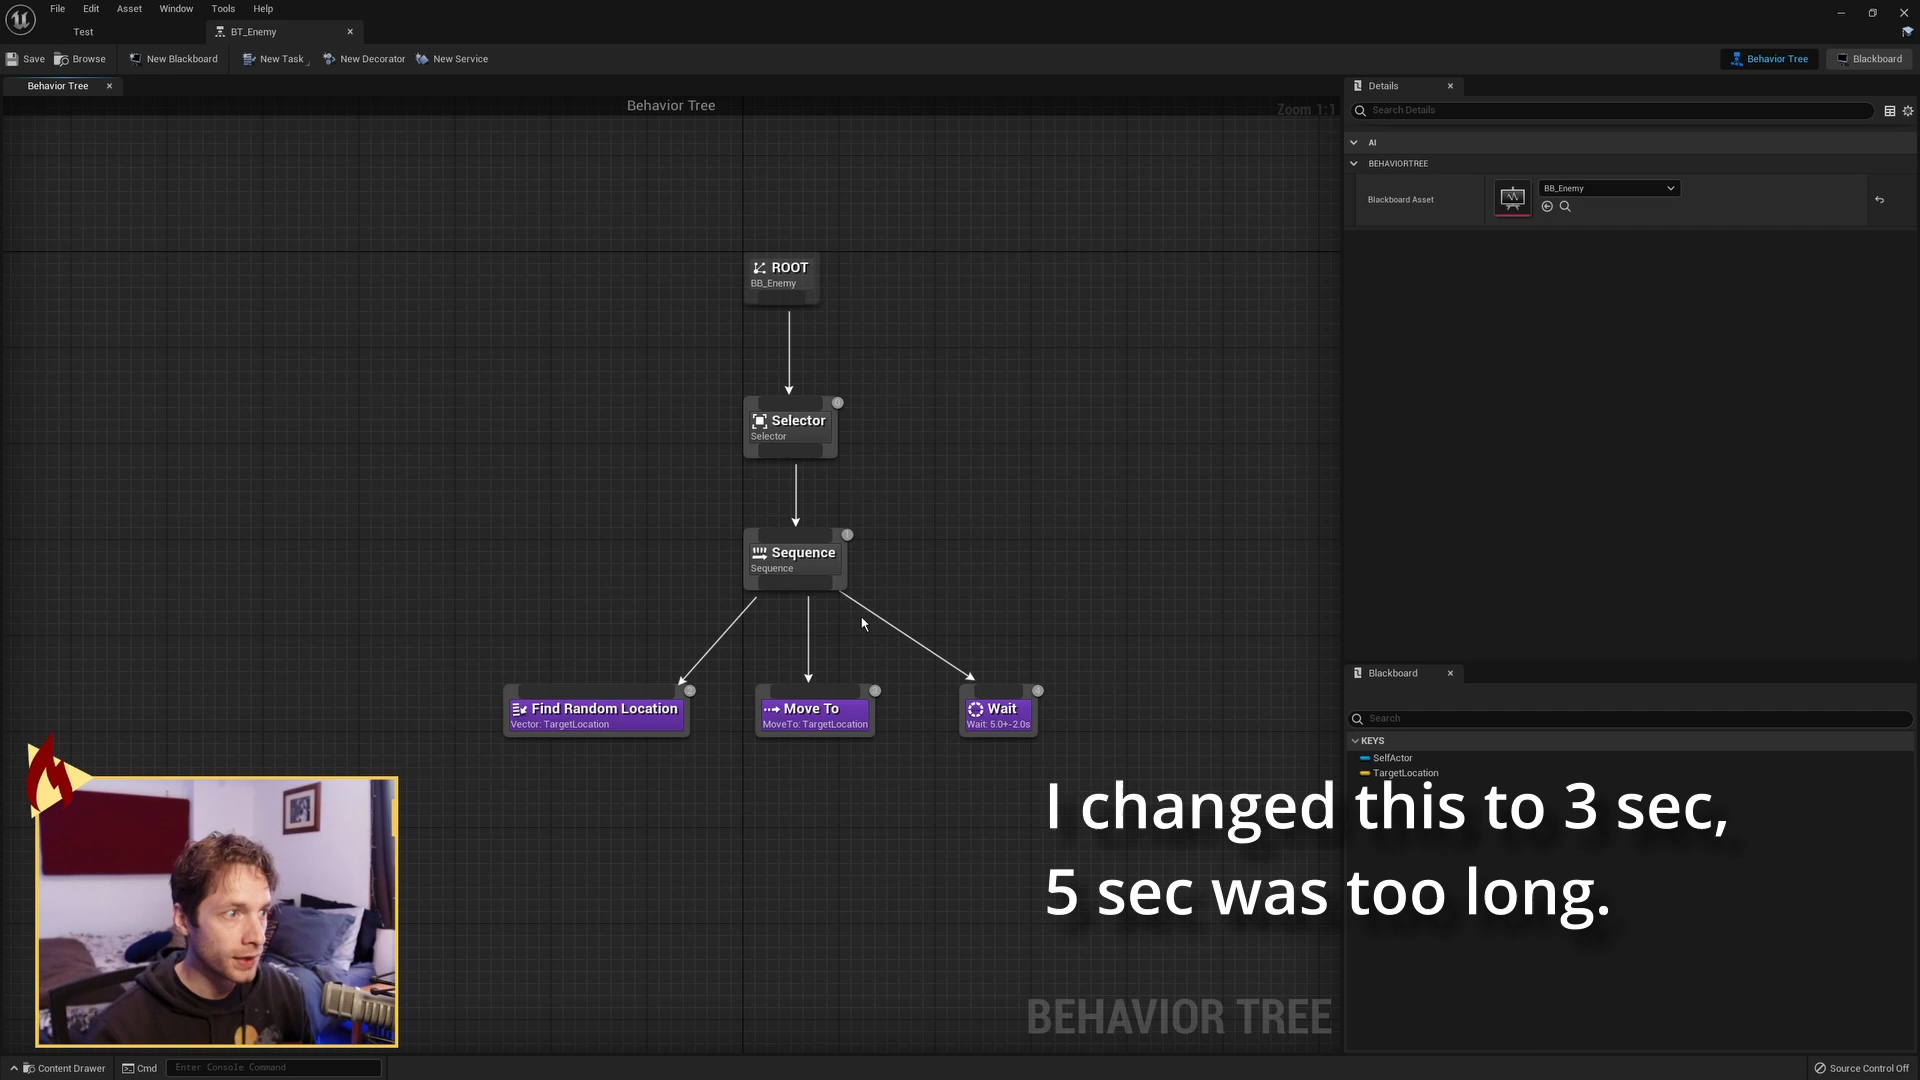 File Edit Asset Window Tools Help
Test
BT_Enemy
Save Browse New Blackboard New Task New Decorator New Service
Behavior Tree Blackboard
Behavior Tree
Details
Behavior Tree
Zoom 1:1
Search Details
AI
BEHAVIORTREE
Blackboard Asset
BB_Enemy
ROOT
BB_Enemy
Selector
Selector
Sequence
Sequence
Find Random Location
Vector: TargetLocation
Move To
MoveTo: TargetLocation
Wait
Wait: 5.0+-2.0s
Blackboard
Search
KEYS
SelfActor
TargetLocation
I changed this to 3 sec,
5 sec was too long.
BEHAVIOR TREE
Content Drawer Cmd Enter Console Command Source Control Off